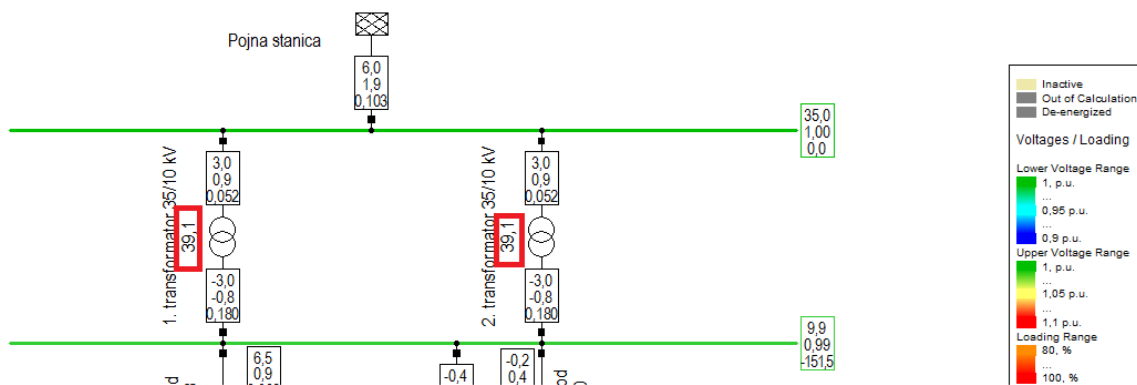 Pojna stanica
6,0
1,9
0,103
35,0
1,00
0,0
1. transformator 35/10 kV
39,1
3,0
0,9
0,052
-3,0
-0,8
0,180
2. transformator 35/10 kV
39,1
3,0
0,9
0,052
-3,0
-0,8
0,180
9,9
0,99
-151,5
6,5
0,9
-0,4
-0,2
0,4
Inactive
Out of Calculation
De-energized
Voltages / Loading
Lower Voltage Range
1, p.u.
...
0,95 p.u.
...
0,9 p.u.
Upper Voltage Range
1, p.u.
...
1,05 p.u.
...
1,1 p.u.
Loading Range
80, %
...
100, %